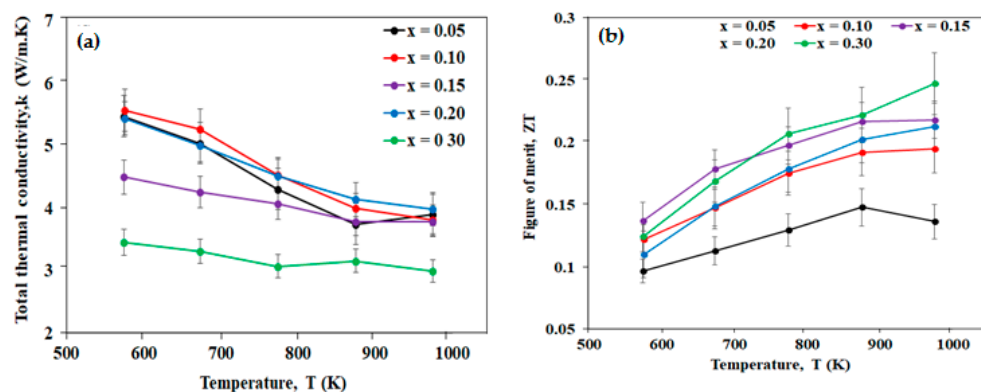 (a)
Total thermal conductivity,k (W/m.K)
7
6
5
4
3
2
x = 0.05
x = 0.10
x = 0.15
x = 0.20
x = 0 30
500 600 700 800 900 1000
Temperature, T (K)
(b)
Figure of merit, ZT
0.3
0.25
0.2
0.15
0.1
0.05
x = 0.05 x = 0.10 x = 0.15
x = 0.20 x = 0.30
500 600 700 800 900 1000
Temperature, T (K)